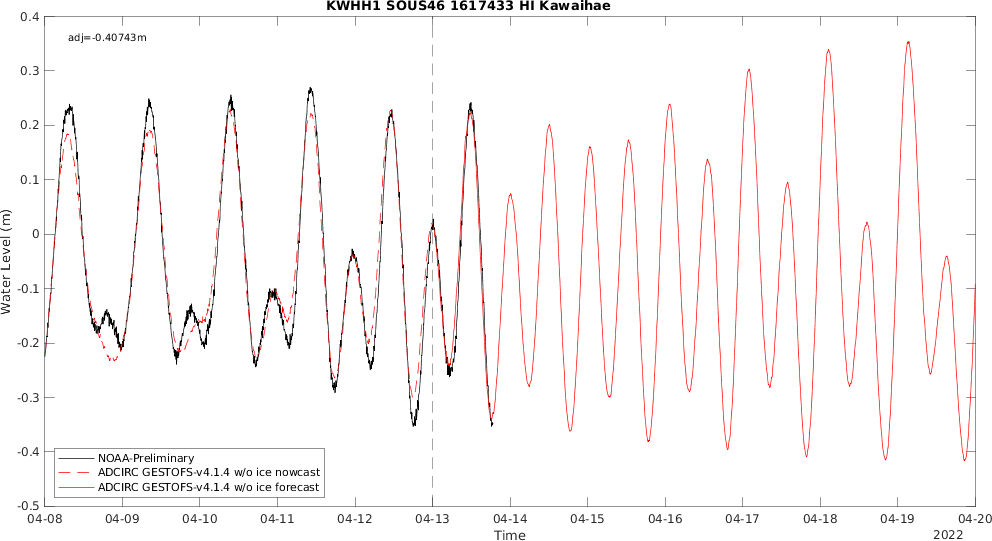 KWHH1 SOUS46 1617433 HI Kawaihae
adj=-0.40743m
0.4
0.3
0.2
0.1
0
-0.1
-0.2
-0.3
-0.4
-0.5
Water Level (m)
NOAA-Preliminary
ADCIRC GESTOFS-v4.1.4 w/o ice nowcast
ADCIRC GESTOFS-v4.1.4 w/o ice forecast
04-08 04-09 04-10 04-11 04-12 04-13 04-14 04-15 04-16 04-17 04-18 04-19 04-20
Time
2022